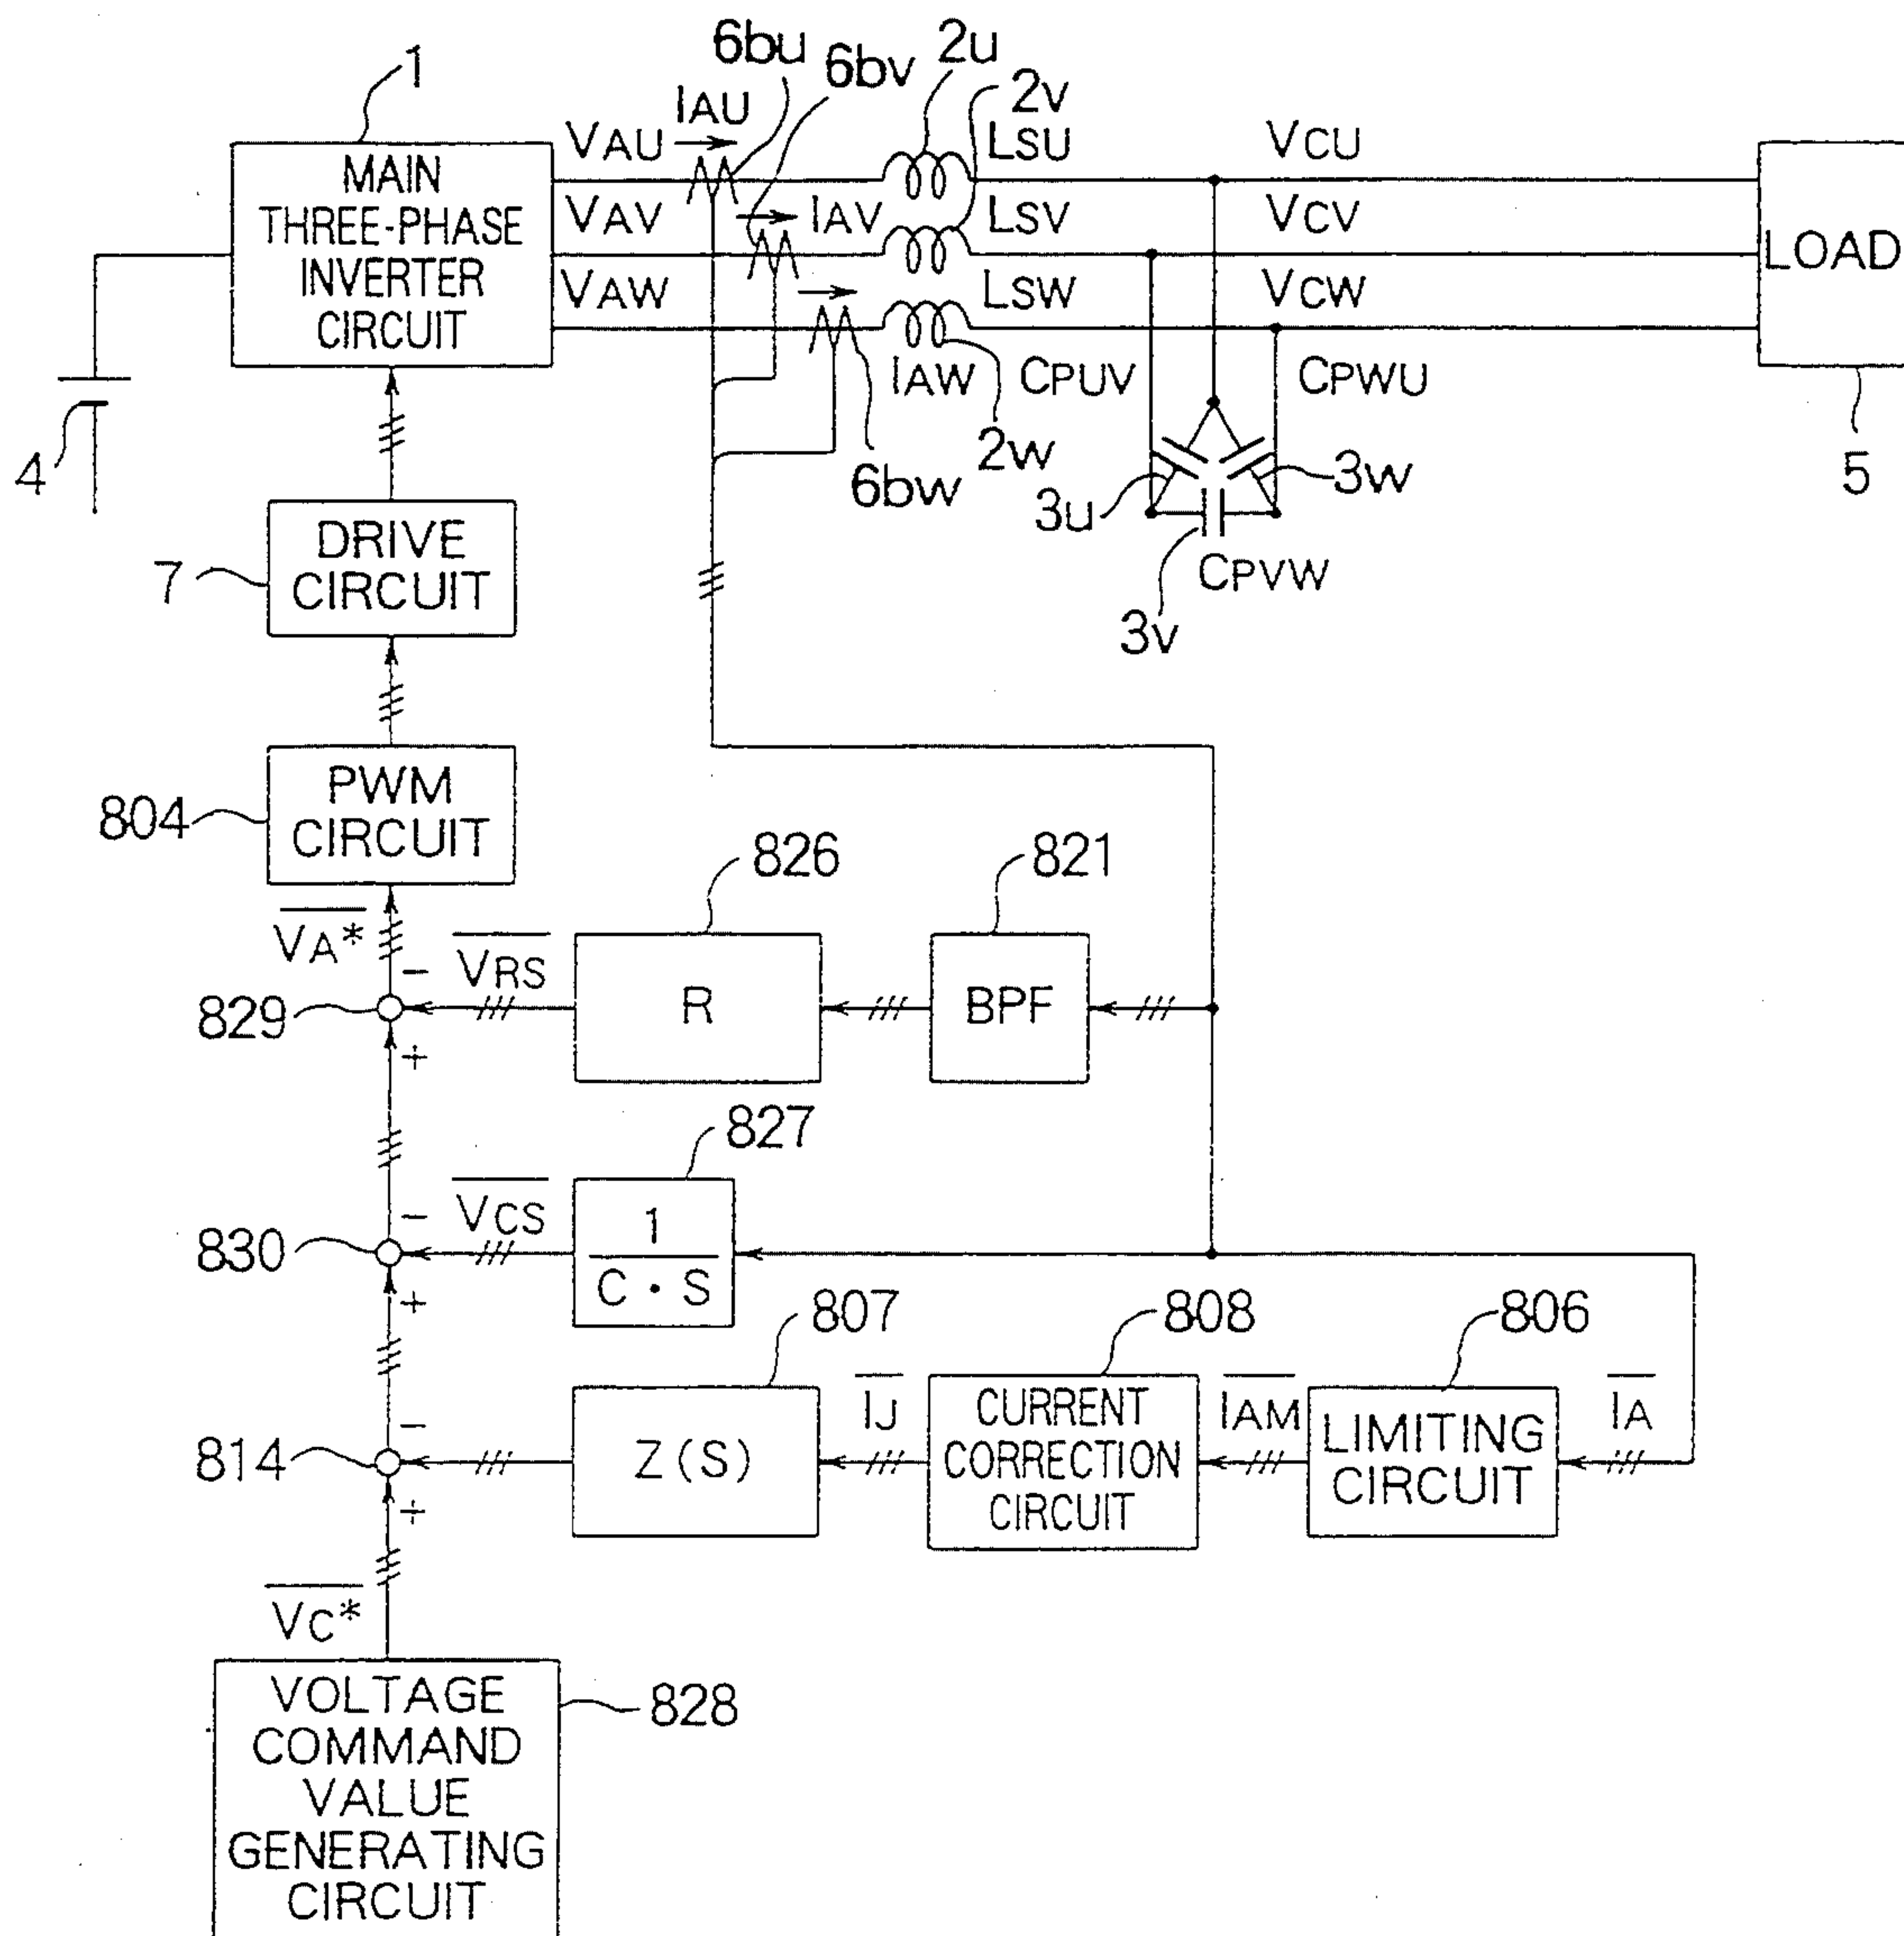 6bu
6bv
2u
2v
1
IAU
VAU
LSU
VCU
MAIN
THREE-PHASE
INVERTER
CIRCUIT
VAV
IAV
LSV
VCV
LOAD
VAW
LSW
VCW
IAW
CPUV
CPWU
4
2w
6bw
3u
3w
5
DRIVE
CIRCUIT
7
CPVW
3v
PWM
CIRCUIT
804
826
821
VA*
−
VRS
R
BPF
829
+
827
−
VCS
1
C · S
830
+
807
808
806
−
Z(S)
IJ
CURRENT
CORRECTION
CIRCUIT
IAM
LIMITING
CIRCUIT
IA
814
+
VC*
VOLTAGE
COMMAND
VALUE
GENERATING
CIRCUIT
828